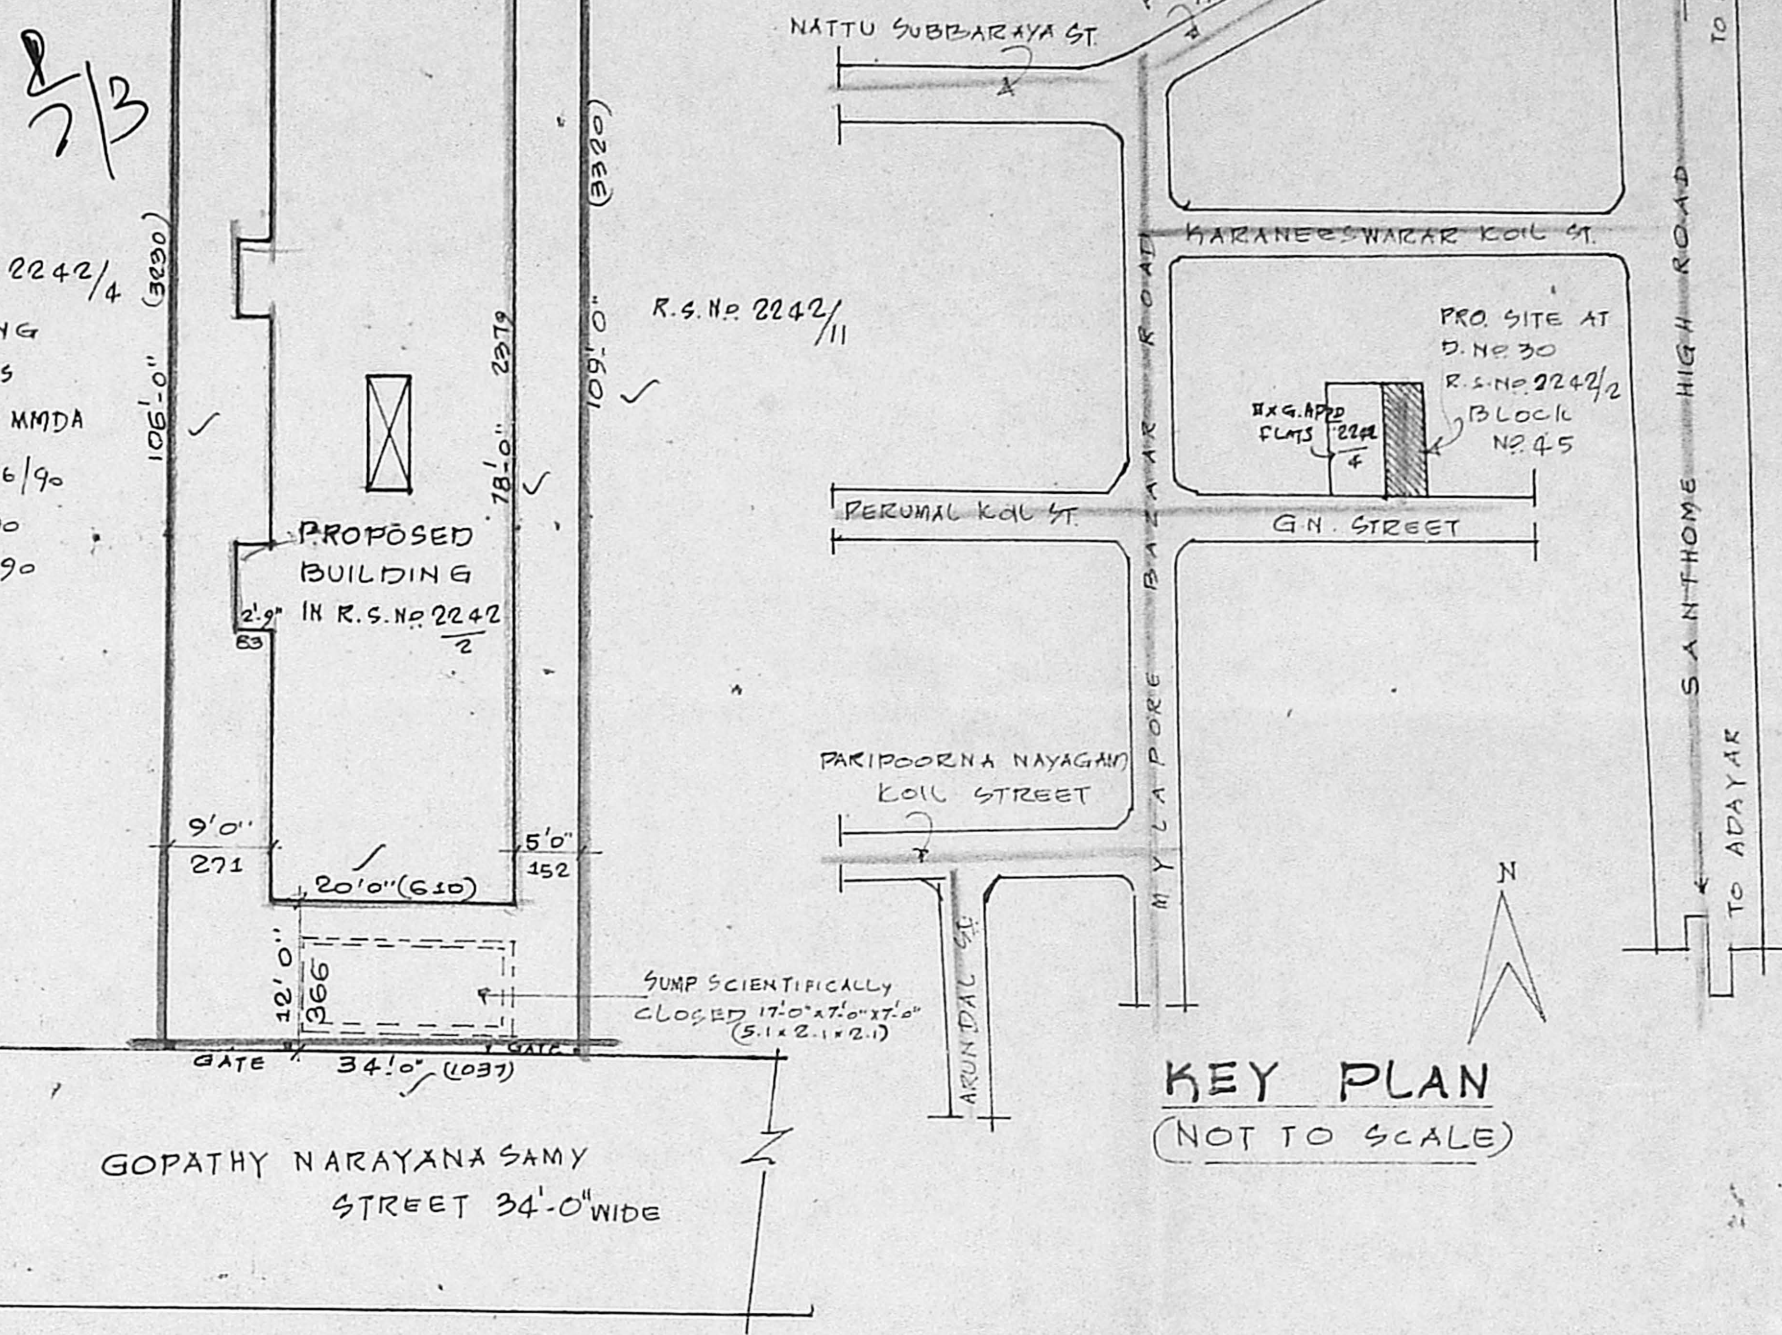 2242/4
NG
S
MMDA
6/90
0
90
106'-0" (3230)
PROPOSED
BUILDING
IN R.S.No 2242/2
2'-9"
83
78'-0" 2379
109'-0" (3320)
R.S.No 2242/11
9'0"
271
20'0" (610)
5'0"
152
12'0"
366
SUMP SCIENTIFICALLY
CLOSED 17'-0"x7'-0"x7'-0"
(5.1x2.1x2.1)
GATE
34'-0" (1037)
GATE
GOPATHY NARAYANA SAMY
STREET 34'-0" WIDE
NATTU SUBBARAYA ST.
KARANEESWARAR KOIL ST.
PRO. SITE AT
D.No 30
R.S.No 2242/2
BLOCK
No 45
FLATS
2242/4
PERUMAL KOIL ST.
G.N. STREET
MYLAPORE BAZAAR ROAD
SANTHOME HIGH ROAD
TO
TO ADAYAR
PARIPOORNA NAYAGAM
KOIL STREET
ARUNDAL ST.
N
KEY PLAN
(NOT TO SCALE)